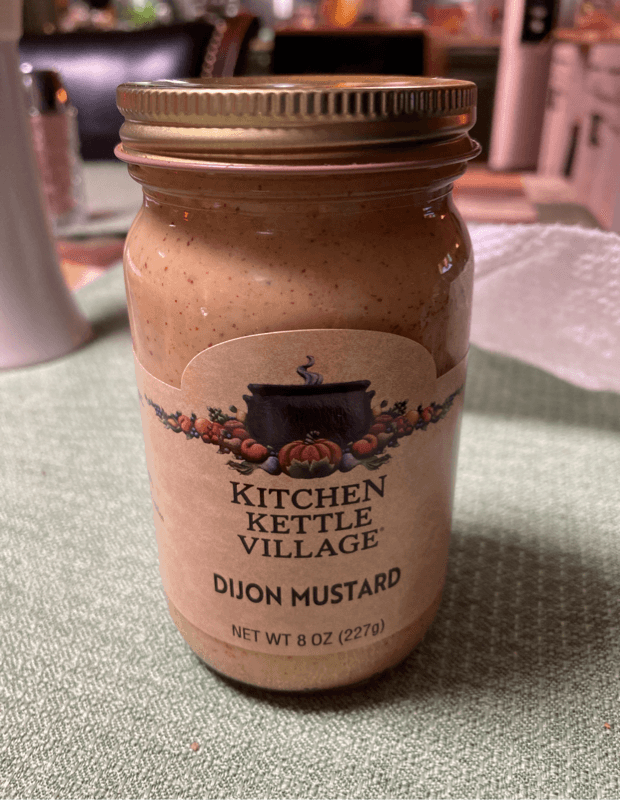 KITCHEN
KETTLE
VILLAGE®
DIJON MUSTARD
NET WT 8 OZ (227g)